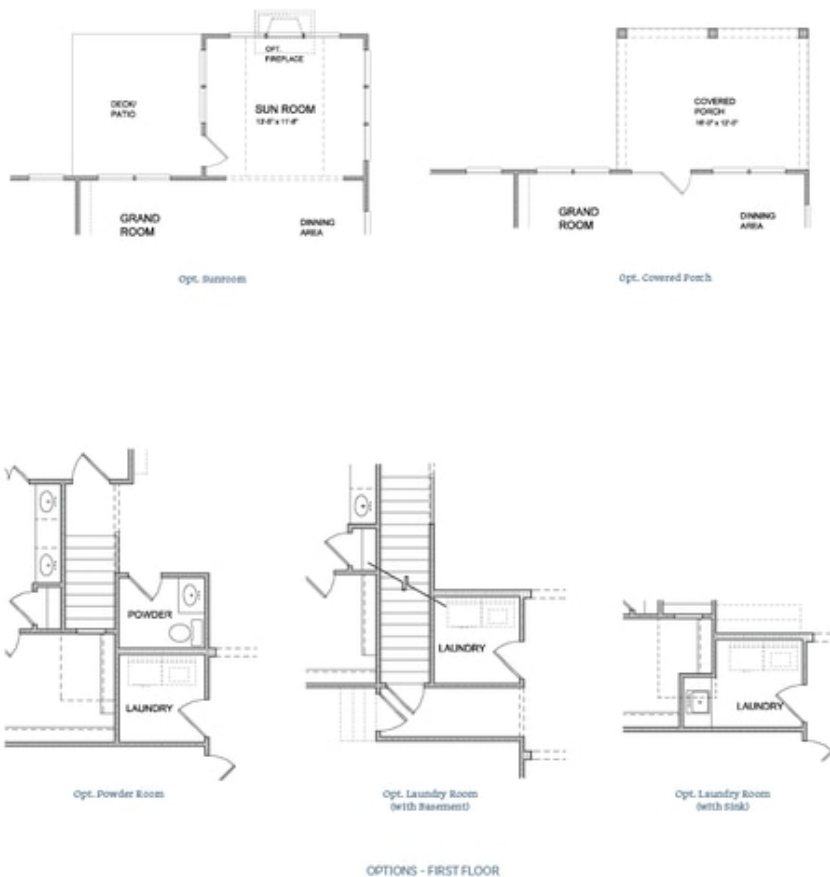 OPT.
FIREPLACE
DECK/
PATIO
SUN ROOM
GRAND
ROOM
DINNING
AREA
Opt. Sunroom
COVERED
PORCH
GRAND
ROOM
DINNING
AREA
Opt. Covered Porch
POWDER
LAUNDRY
Opt. Powder Room
LAUNDRY
Opt. Laundry Room
(with Basement)
LAUNDRY
Opt. Laundry Room
(with Sink)
OPTIONS - FIRST FLOOR